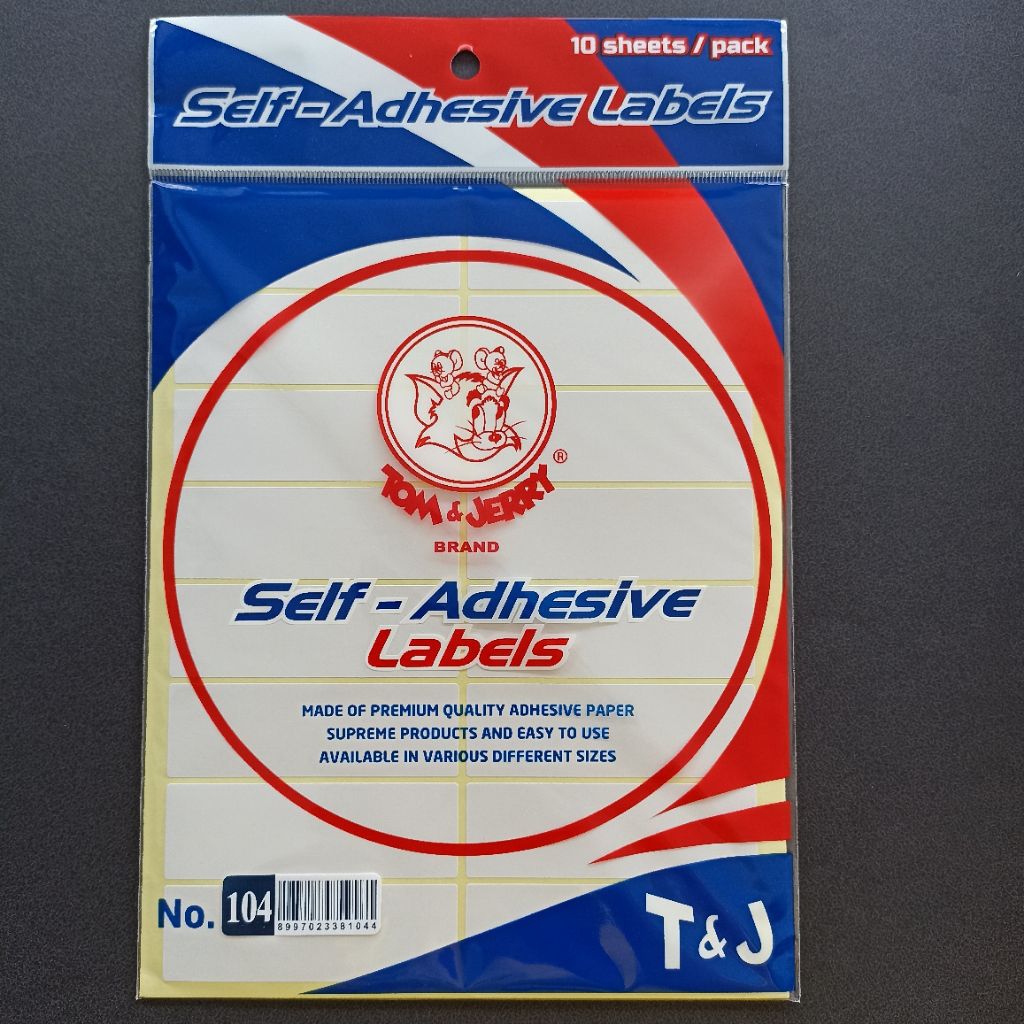 10 sheets / pack
Self - Adhesive Labels
TOM & JERRY ®
BRAND
Self - Adhesive
Labels
MADE OF PREMIUM QUALITY ADHESIVE PAPER
SUPREME PRODUCTS AND EASY TO USE
AVAILABLE IN VARIOUS DIFFERENT SIZES
No. 104
8997023381044
T & J